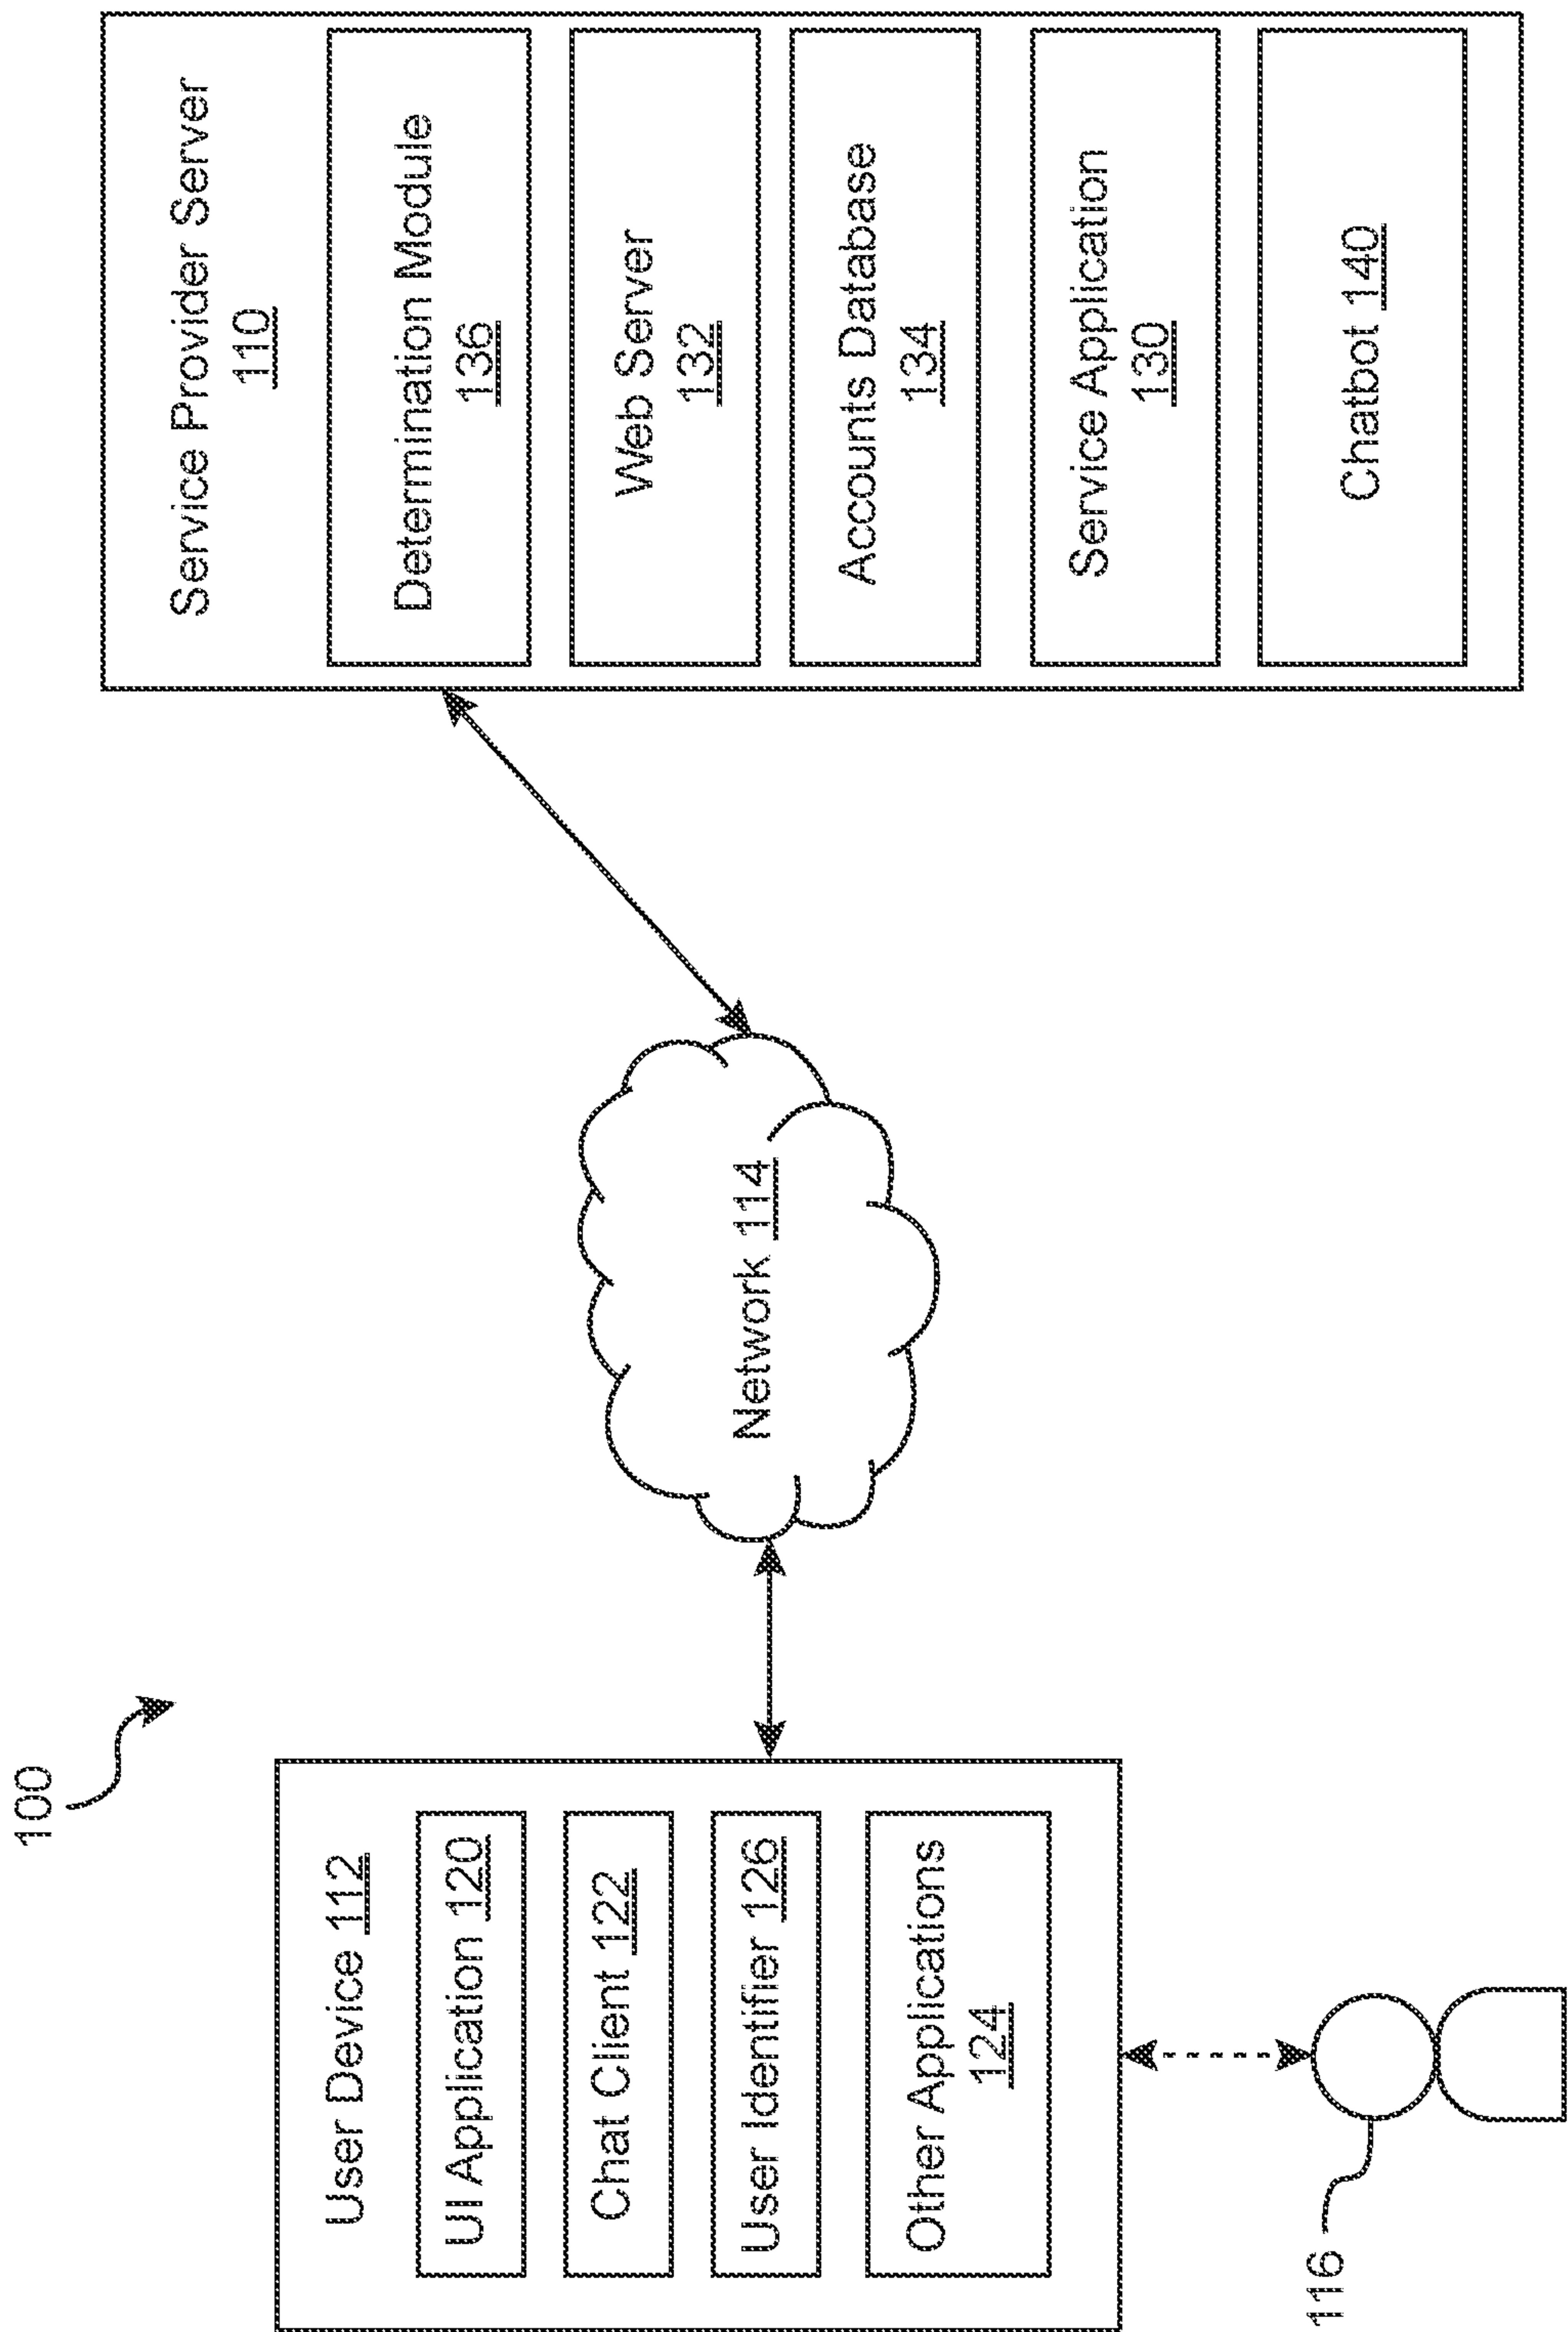 100
User Device 112
UI Application 120
Chat Client 122
User Identifier 126
Other Applications
124
116
Network 114
Service Provider Server
110
Determination Module
136
Web Server
132
Accounts Database
134
Service Application
130
Chatbot 140